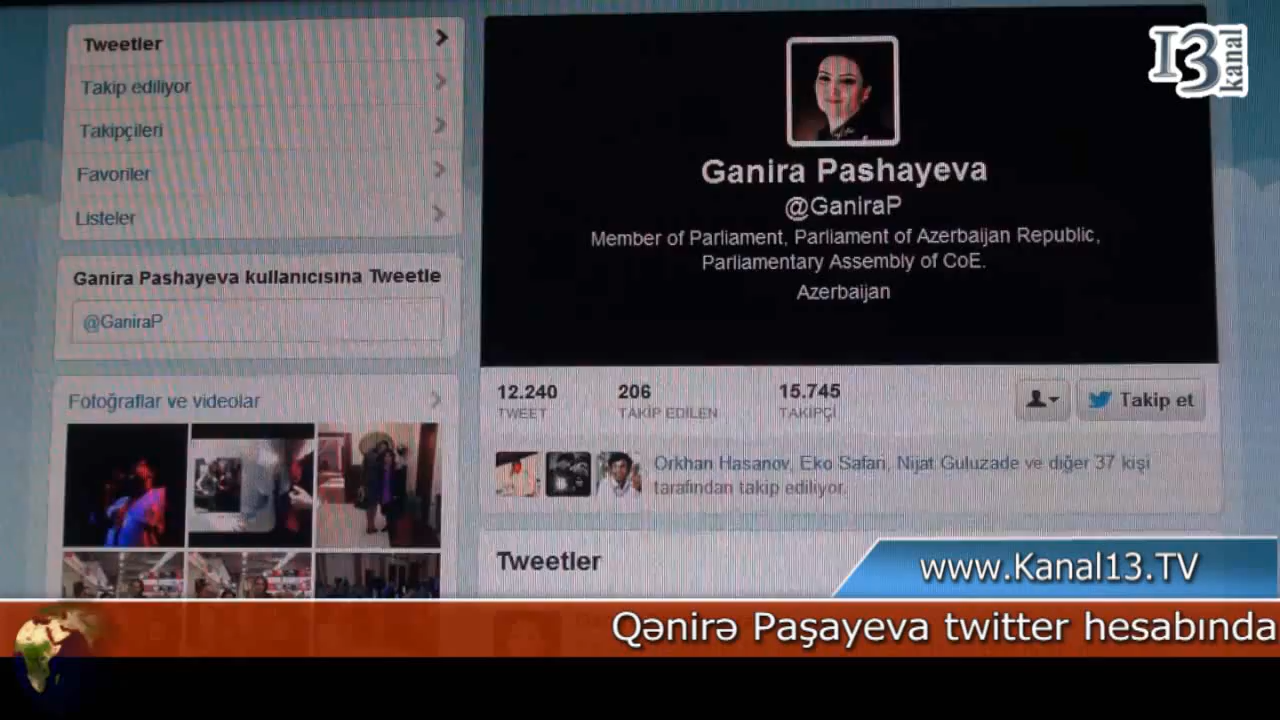 Tweetler
Takip ediliyor
Takipçileri
Favoriler
Listeler
Ganira Pashayeva kullanıcısına Tweetle
@GaniraP
Fotoğraflar ve videolar
13 kanal
Ganira Pashayeva
@GaniraP
Member of Parliament, Parliament of Azerbaijan Republic,
Parliamentary Assembly of CoE.
Azerbaijan
12.240 206 15.745
TWEET TAKİP EDİLEN TAKİPÇİ
Takip et
Orkhan Hasanov, Eko Safari, Nijat Guluzade ve diğer 37 kişi
tarafından takip ediliyor.
Tweetler
www.Kanal13.TV
Qənirə Paşayeva twitter hesabında